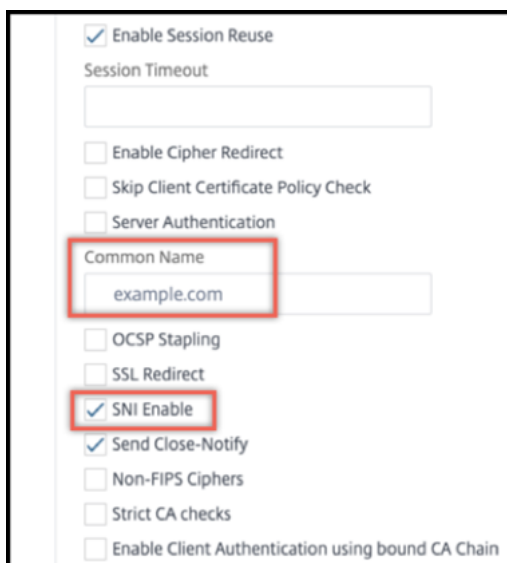 Enable Session Reuse
Session Timeout
Enable Cipher Redirect
Skip Client Certificate Policy Check
Server Authentication
Common Name
example.com
OCSP Stapling
SSL Redirect
SNI Enable
Send Close-Notify
Non-FIPS Ciphers
Strict CA checks
Enable Client Authentication using bound CA Chain